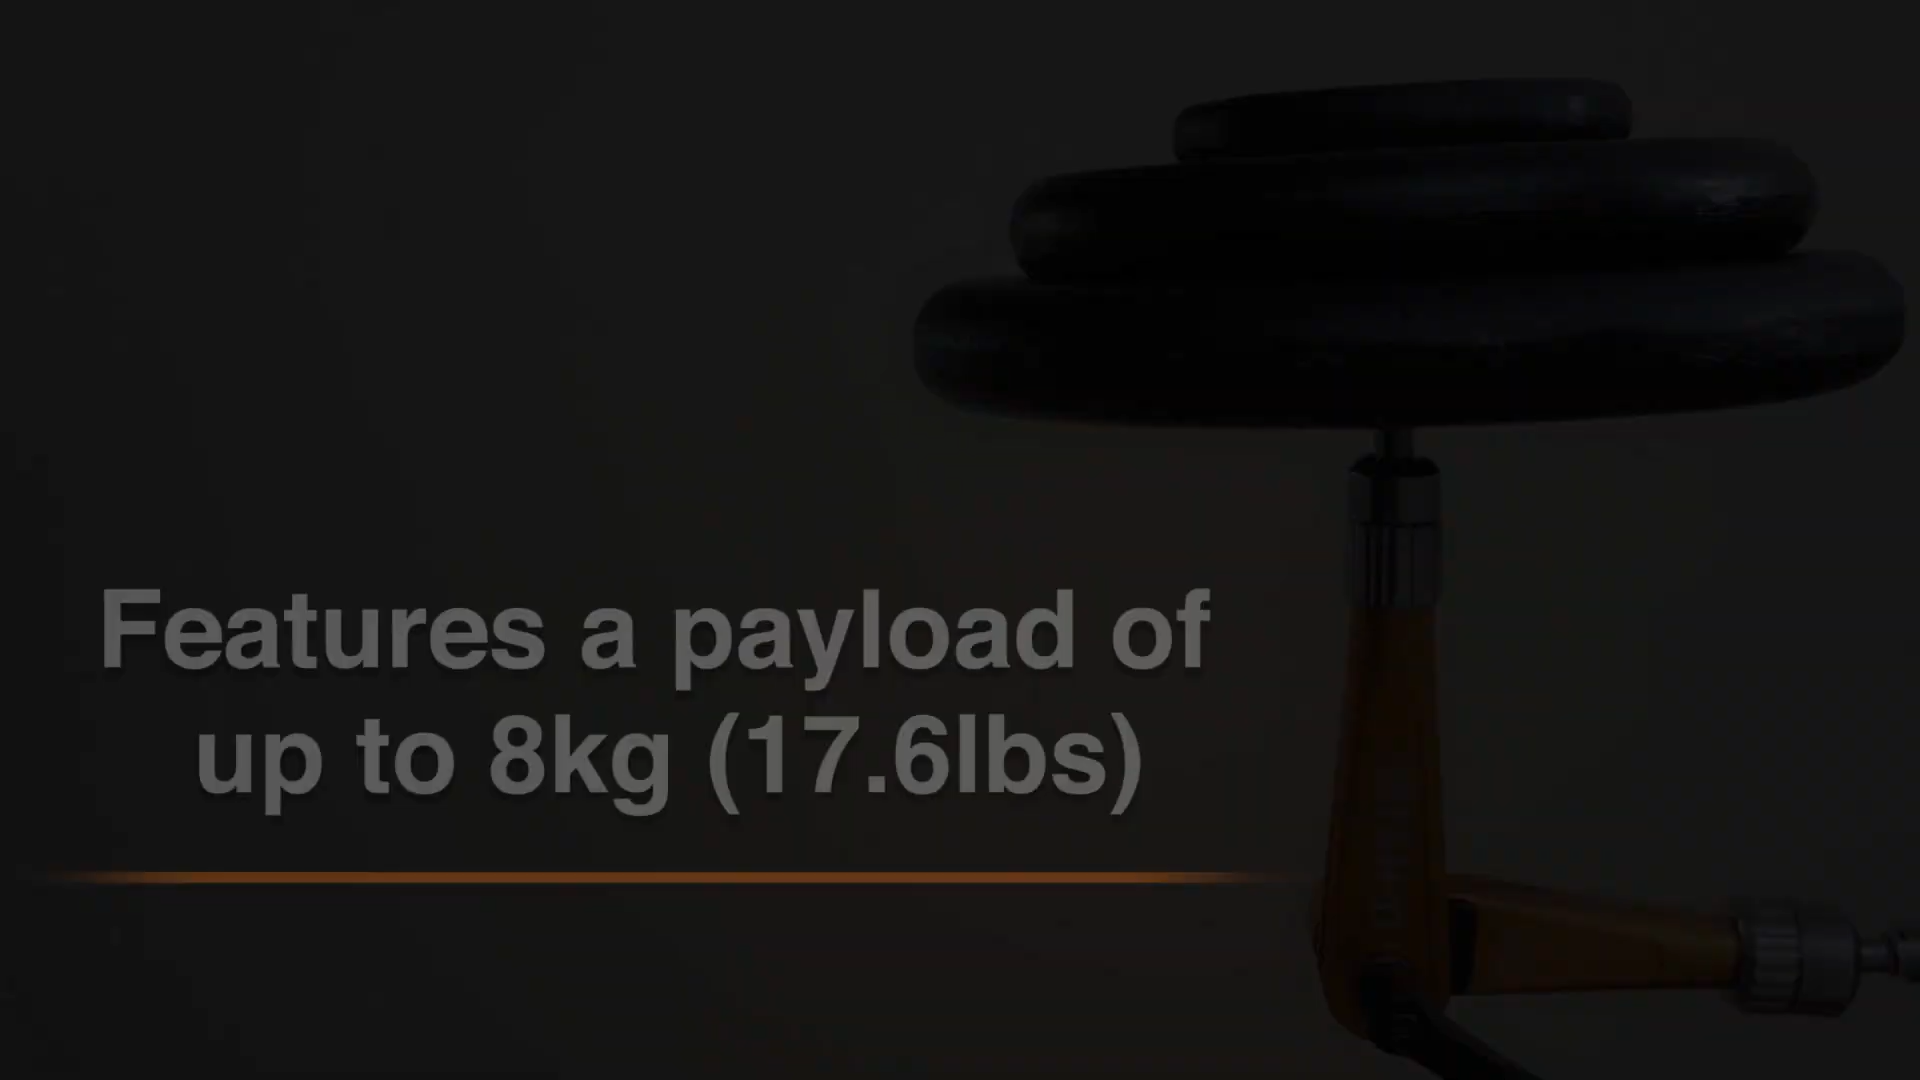 Features a payload of
up to 8kg (17.6lbs)